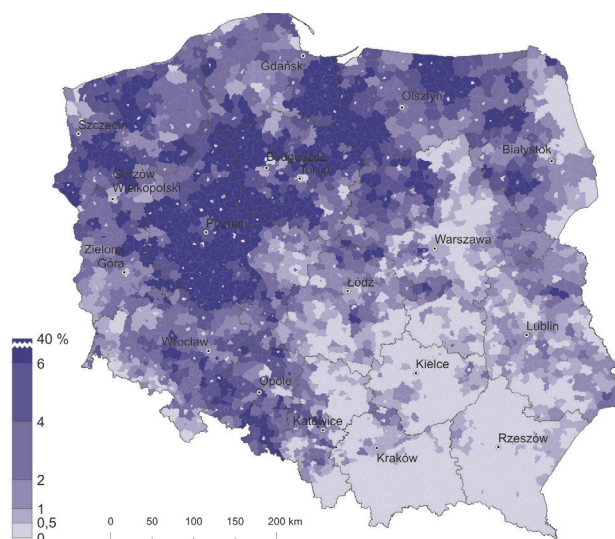 Gdańsk
Olsztyn
Szczecin
Bydgoszcz
Toruń
Białystok
Gorzów
Wielkopolski
Poznań
Warszawa
Zielona
Góra
Łódź
Wrocław
Lublin
Kielce
Opole
Katowice
Kraków
Rzeszów
40 %
6
4
2
1
0,5
0
0 50 100 150 200 km